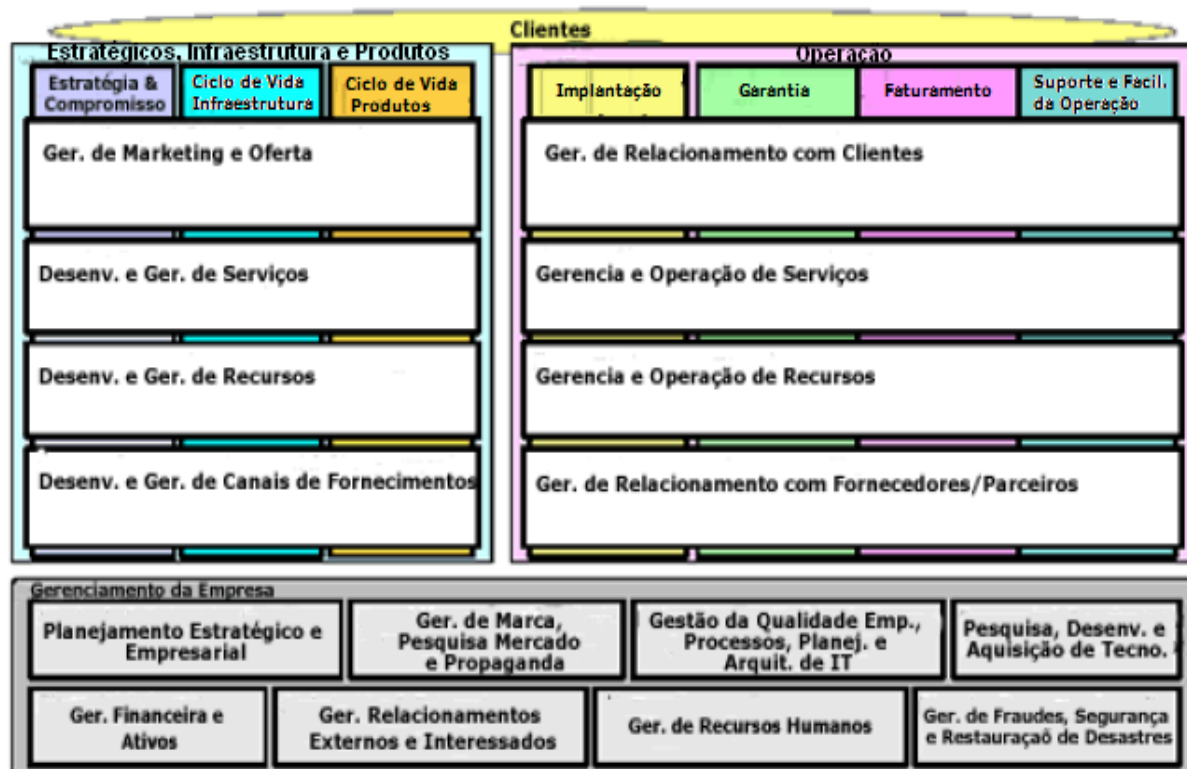 Clientes
Estratégicos, Infraestrutura e Produtos
Operação
Estratégia &
Compromisso
Ciclo de Vida
Infraestrutura
Ciclo de Vida
Produtos
Implantação
Garantia
Faturamento
Suporte e Facil.
da Operação
Ger. de Marketing e Oferta
Ger. de Relacionamento com Clientes
Desenv. e Ger. de Serviços
Gerencia e Operação de Serviços
Desenv. e Ger. de Recursos
Gerencia e Operação de Recursos
Desenv. e Ger. de Canais de Fornecimentos
Ger. de Relacionamento com Fornecedores/Parceiros
Gerenciamento da Empresa
Planejamento Estratégico e
Empresarial
Ger. de Marca,
Pesquisa Mercado
e Propaganda
Gestão da Qualidade Emp.,
Processos, Planej. e
Arquit. de IT
Pesquisa, Desenv. e
Aquisição de Tecno.
Ger. Financeira e
Ativos
Ger. Relacionamentos
Externos e Interessados
Ger. de Recursos Humanos
Ger. de Fraudes, Segurança
e Restauraçaõ de Desastres